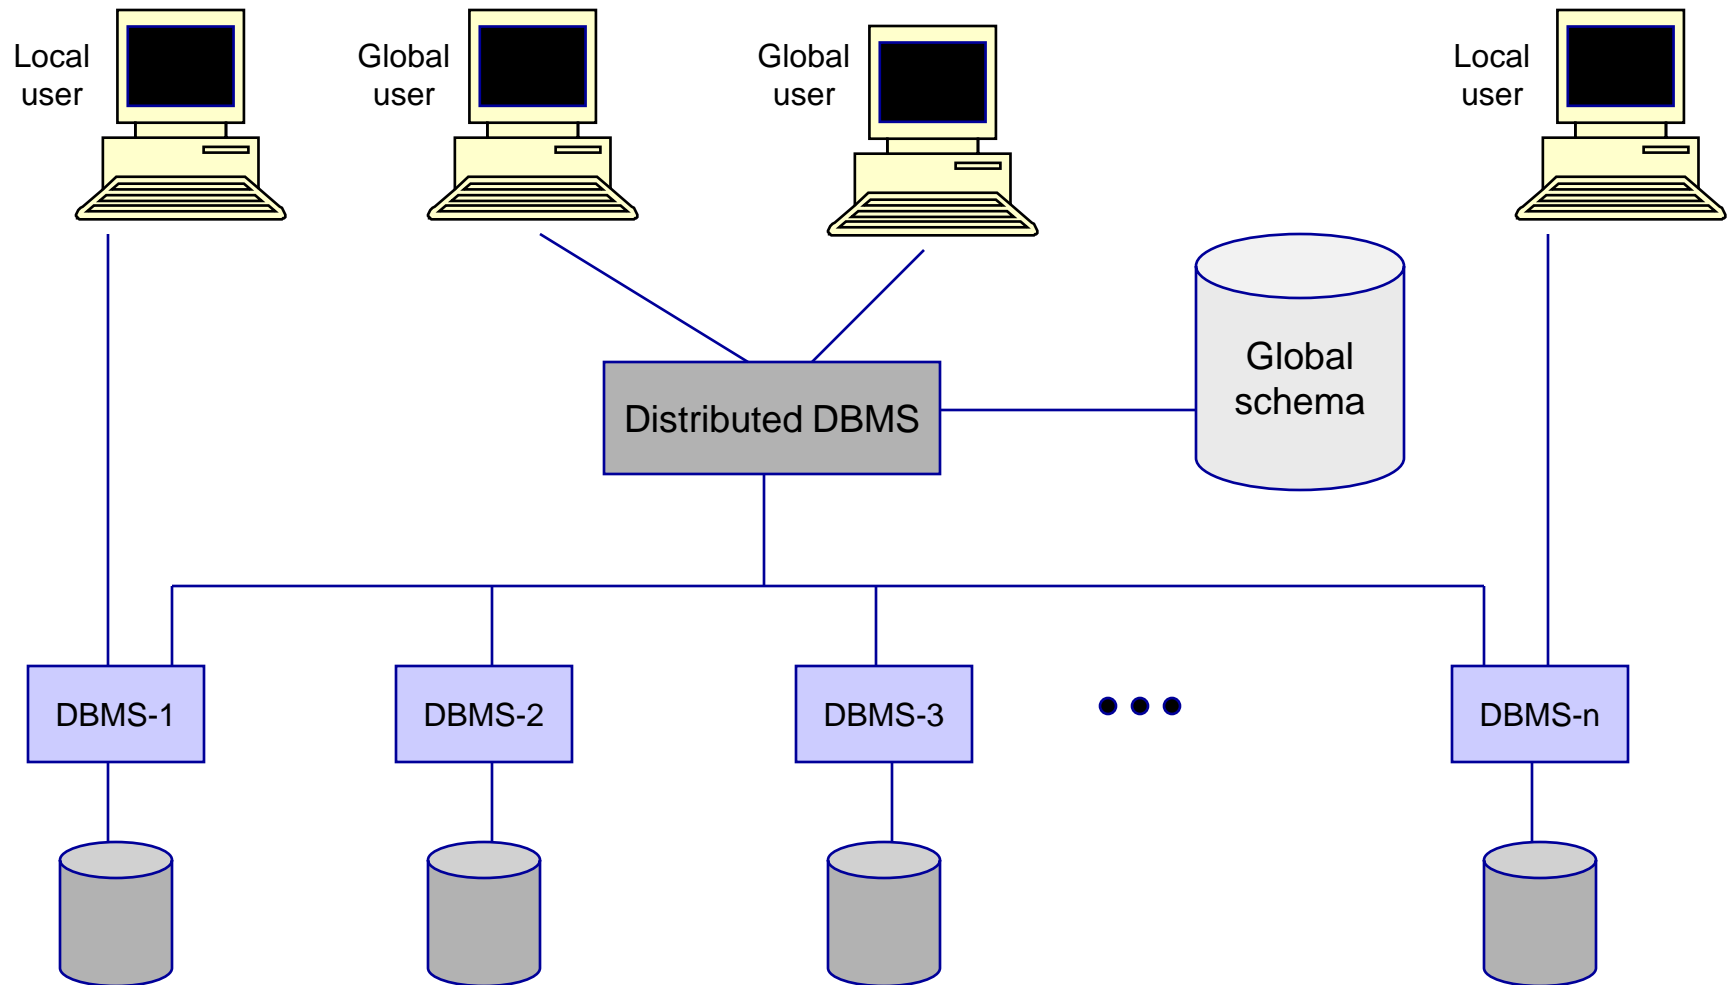 Local
user
Global
user
Global
user
Local
user
Global
schema
Distributed DBMS
DBMS-1
DBMS-2
DBMS-3
DBMS-n